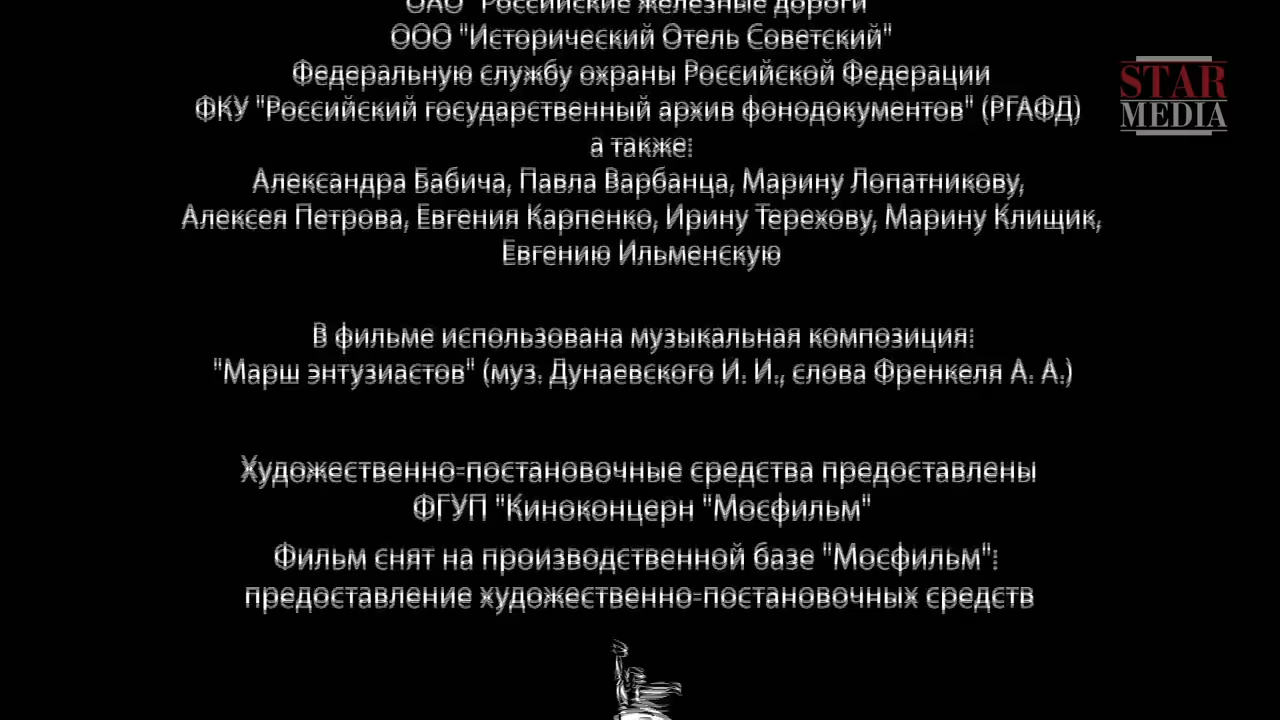 ОАО "Российские железные дороги
ООО "Исторический Отель Советский"
Федеральную службу охраны Российской Федерации
ФКУ "Российский государственный архив фонодокументов" (РГАФД)
а также:
Александра Бабича, Павла Варбанца, Марину Лопатникову,
Алексея Петрова, Евгения Карпенко, Ирину Терехову, Марину Клищик,
Евгению Ильменскую
STAR
MEDIA
В фильме использована музыкальная композиция:
"Марш энтузиастов" (муз. Дунаевского И. И., слова Френкеля А. А.)
Художественно-постановочные средства предоставлены
ФГУП "Киноконцерн "Мосфильм"
Фильм снят на производственной базе "Мосфильм":
предоставление художественно-постановочных средств